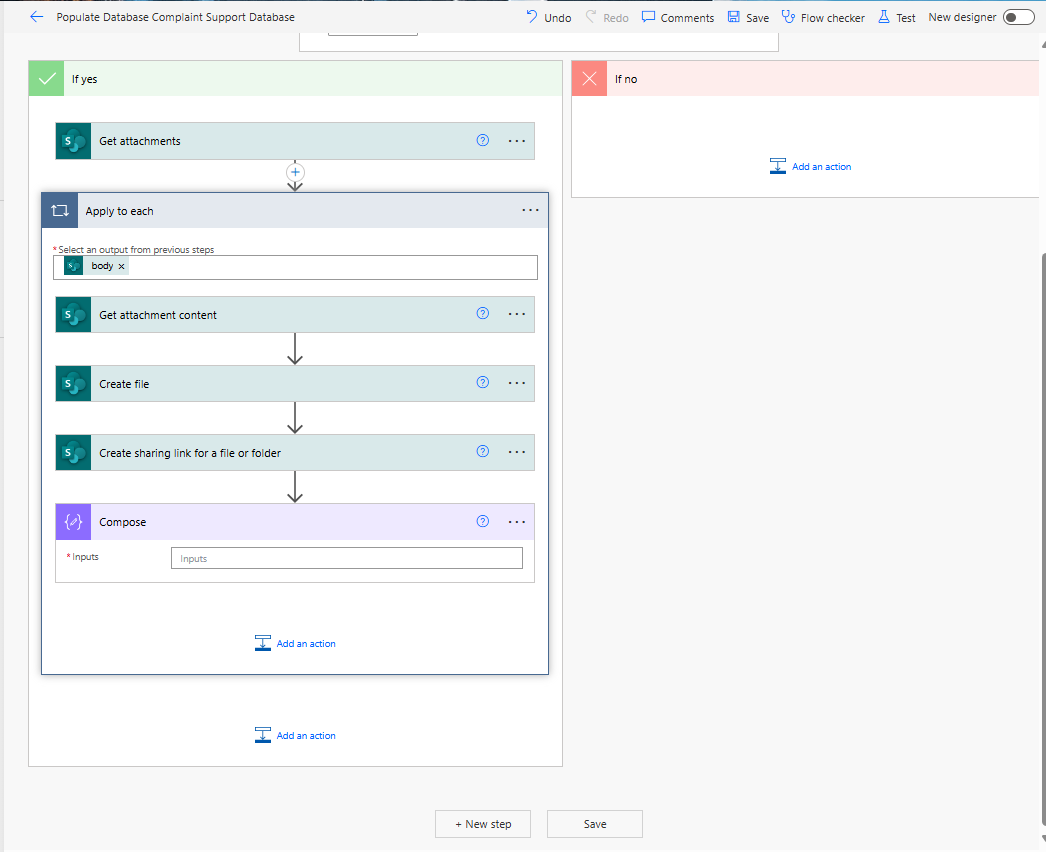 Populate Database Complaint Support Database
Undo Redo Comments Save Flow checker Test New designer
If yes
If no
S Get attachments ? ...
Add an action
Apply to each ...
* Select an output from previous steps
S body ×
S Get attachment content ? ...
S Create file ? ...
S Create sharing link for a file or folder ? ...
Compose ? ...
* Inputs Inputs
Add an action
Add an action
+ New step Save